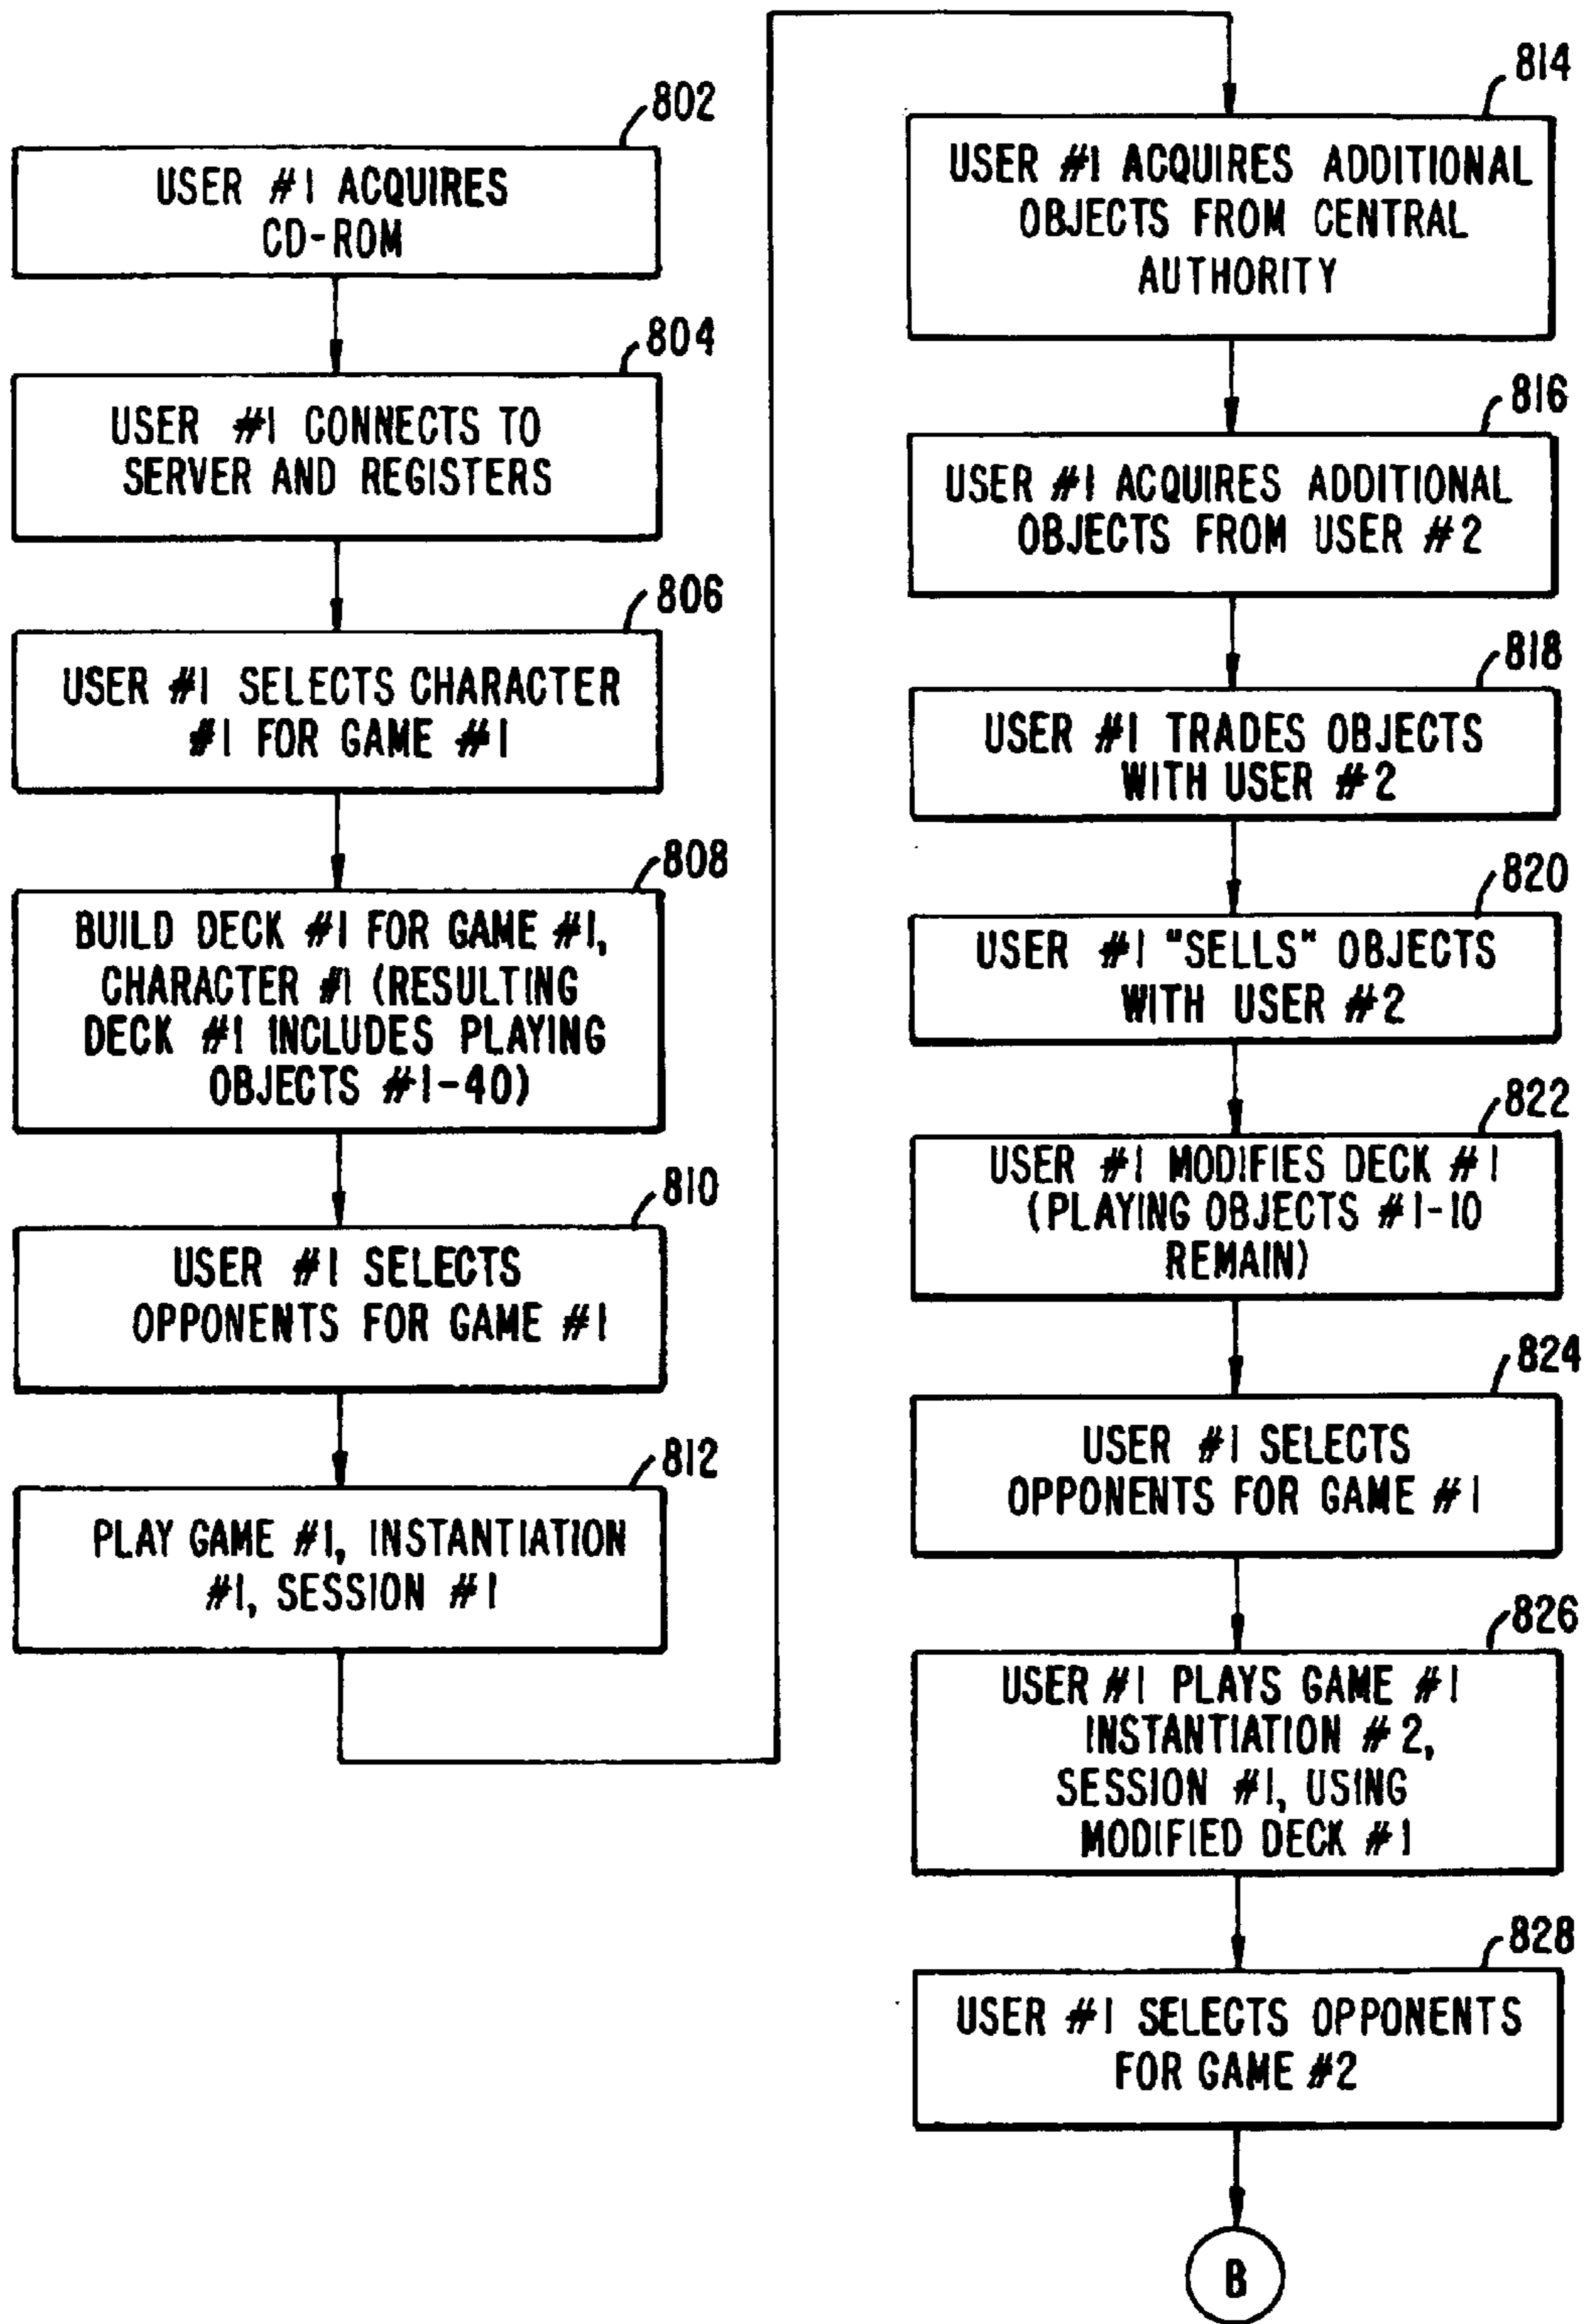 802
USER #1 ACQUIRES
CD-ROM
804
USER #1 CONNECTS TO
SERVER AND REGISTERS
806
USER #1 SELECTS CHARACTER
#1 FOR GAME #1
808
BUILD DECK #1 FOR GAME #1,
CHARACTER #1 (RESULTING
DECK #1 INCLUDES PLAYING
OBJECTS #1-40)
810
USER #1 SELECTS
OPPONENTS FOR GAME #1
812
PLAY GAME #1, INSTANTIATION
#1, SESSION #1
814
USER #1 ACQUIRES ADDITIONAL
OBJECTS FROM CENTRAL
AUTHORITY
816
USER #1 ACQUIRES ADDITIONAL
OBJECTS FROM USER #2
818
USER #1 TRADES OBJECTS
WITH USER #2
820
USER #1 "SELLS" OBJECTS
WITH USER #2
822
USER #1 MODIFIES DECK #1
(PLAYING OBJECTS #1-10
REMAIN)
824
USER #1 SELECTS
OPPONENTS FOR GAME #1
826
USER #1 PLAYS GAME #1
INSTANTIATION #2,
SESSION #1, USING
MODIFIED DECK #1
828
USER #1 SELECTS OPPONENTS
FOR GAME #2
B